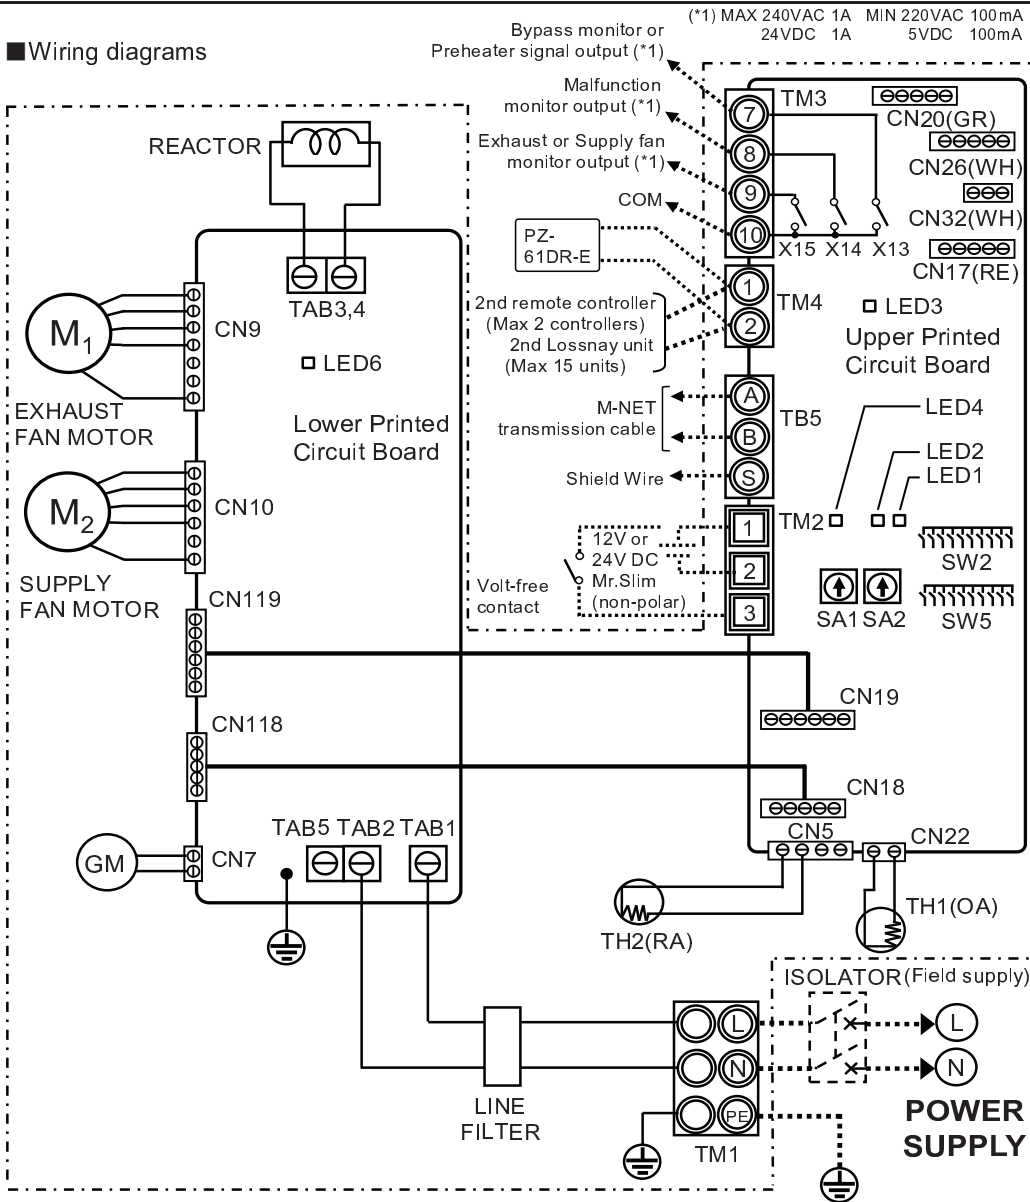 (*1) MAX 240VAC 1A MIN 220VAC 100mA
24VDC 1A 5VDC 100mA
■Wiring diagrams
Bypass monitor or
Preheater signal output (*1)
Malfunction
monitor output (*1)
Exhaust or Supply fan
monitor output (*1)
COM
PZ-
61DR-E
2nd remote controller
(Max 2 controllers)
2nd Lossnay unit
(Max 15 units)
M-NET
transmission cable
Shield Wire
12V or
24V DC
Mr.Slim
(non-polar)
Volt-free
contact
7
8
9
10
TM3
X15 X14 X13
1
2
TM4
A
B
S
TB5
1
2
3
TM2
CN20(GR)
CN26(WH)
CN32(WH)
CN17(RE)
LED3
Upper Printed
Circuit Board
LED4
LED2
LED1
SW2
SA1 SA2
SW5
CN19
CN18
CN5
CN22
TH1(OA)
TH2(RA)
REACTOR
TAB3,4
CN9
LED6
M1
EXHAUST
FAN MOTOR
Lower Printed
Circuit Board
M2
CN10
SUPPLY
FAN MOTOR
CN119
CN118
TAB5 TAB2 TAB1
GM
CN7
LINE
FILTER
L
N
PE
TM1
ISOLATOR (Field supply)
L
N
POWER
SUPPLY